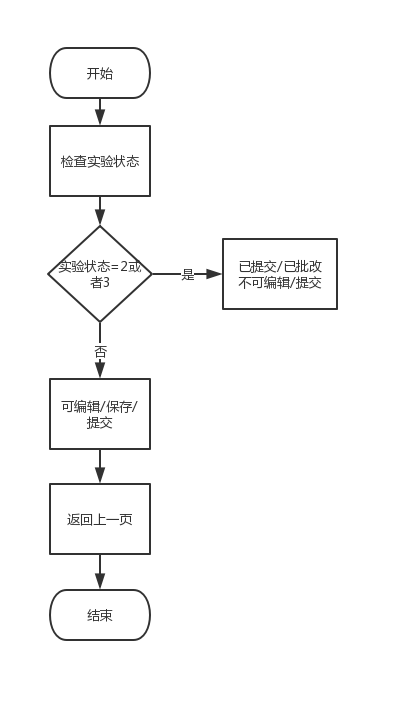 开始
检查实验状态
实验状态=2或
者3
是
已提交/已批改
不可编辑/提交
否
可编辑/保存/
提交
返回上一页
结束